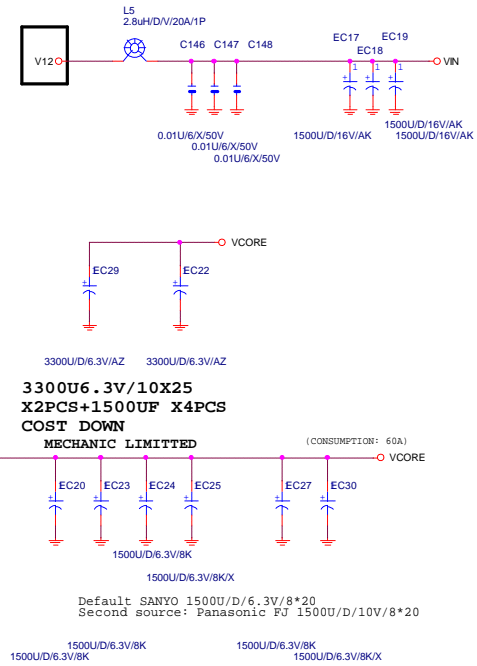 L5
2.8uH/D/V/20A/1P
V12
C146 C147 C148
EC17 EC18 EC19
VIN
1 1 1
+ + +
0.01U/6/X/50V
0.01U/6/X/50V
0.01U/6/X/50V
1500U/D/16V/AK
1500U/D/16V/AK
1500U/D/16V/AK
VCORE
EC29 EC22
+ +
3300U/D/6.3V/AZ 3300U/D/6.3V/AZ
3300U6.3V/10X25
X2PCS+1500UF X4PCS
COST DOWN
MECHANIC LIMITTED
(CONSUMPTION: 60A)
VCORE
EC20 EC23 EC24 EC25 EC27 EC30
+ + + + + +
1500U/D/6.3V/8K
1500U/D/6.3V/8K/X
Default SANYO 1500U/D/6.3V/8*20
Second source: Panasonic FJ 1500U/D/10V/8*20
1500U/D/6.3V/8K 1500U/D/6.3V/8K
1500U/D/6.3V/8K 1500U/D/6.3V/8K/X